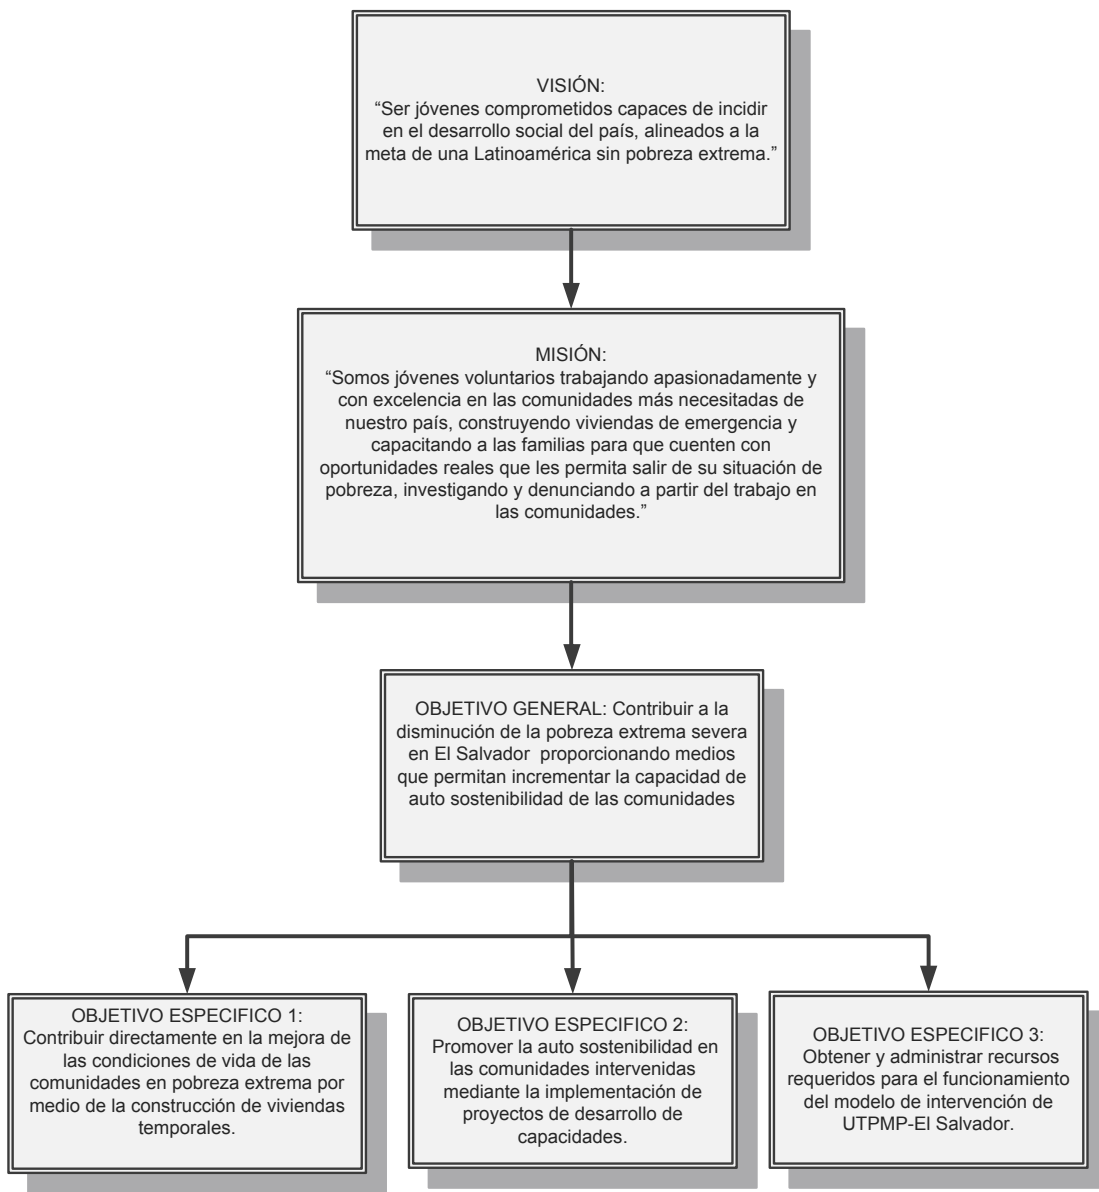 VISIÓN:
“Ser jóvenes comprometidos capaces de incidir
en el desarrollo social del país, alineados a la
meta de una Latinoamérica sin pobreza extrema.”
MISIÓN:
“Somos jóvenes voluntarios trabajando apasionadamente y
con excelencia en las comunidades más necesitadas de
nuestro país, construyendo viviendas de emergencia y
capacitando a las familias para que cuenten con
oportunidades reales que les permita salir de su situación de
pobreza, investigando y denunciando a partir del trabajo en
las comunidades.”
OBJETIVO GENERAL: Contribuir a la
disminución de la pobreza extrema severa
en El Salvador  proporcionando medios
que permitan incrementar la capacidad de
auto sostenibilidad de las comunidades
OBJETIVO ESPECIFICO 1:
Contribuir directamente en la mejora de
las condiciones de vida de las
comunidades en pobreza extrema por
medio de la construcción de viviendas
temporales.
OBJETIVO ESPECIFICO 2:
Promover la auto sostenibilidad en
las comunidades intervenidas
mediante la implementación de
proyectos de desarrollo de
capacidades.
OBJETIVO ESPECIFICO 3:
Obtener y administrar recursos
requeridos para el funcionamiento
del modelo de intervención de
UTPMP-El Salvador.